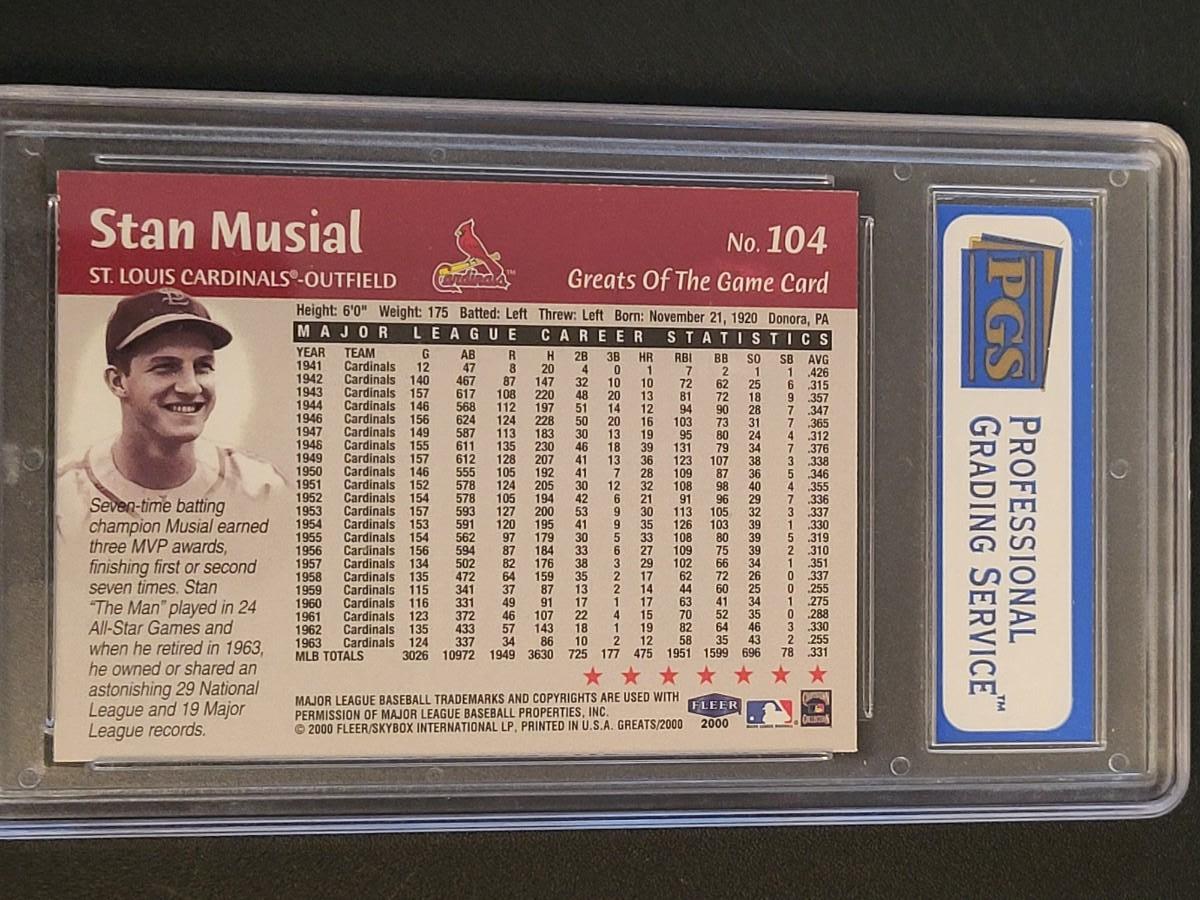 Stan Musial
ST. LOUIS CARDINALS®-OUTFIELD
Cardinals™
No. 104
Greats Of The Game Card
Height: 6'0" Weight: 175 Batted: Left Threw: Left Born: November 21, 1920 Donora, PA
MAJOR LEAGUE CAREER STATISTICS
YEAR TEAM G AB R H 2B 3B HR RBI BB SO SB AVG
1941 Cardinals 12 47 8 20 4 0 1 7 2 1 1 .426
1942 Cardinals 140 467 87 147 32 10 10 72 62 25 6 .315
1943 Cardinals 157 617 108 220 48 20 13 81 72 18 9 .357
1944 Cardinals 146 568 112 197 51 14 12 94 90 28 7 .347
1946 Cardinals 156 624 124 228 50 20 16 103 73 31 7 .365
1947 Cardinals 149 587 113 183 30 13 19 95 80 24 4 .312
1948 Cardinals 155 611 135 230 46 18 39 131 79 34 7 .376
1949 Cardinals 157 612 128 207 41 13 36 123 107 38 3 .338
1950 Cardinals 146 555 105 192 41 7 28 109 87 36 5 .346
1951 Cardinals 152 578 124 205 30 12 32 108 98 40 4 .355
1952 Cardinals 154 578 105 194 42 6 21 91 96 29 7 .336
1953 Cardinals 157 593 127 200 53 9 30 113 105 32 3 .337
1954 Cardinals 153 591 120 195 41 9 35 126 103 39 1 .330
1955 Cardinals 154 562 97 179 30 5 33 108 80 39 5 .319
1956 Cardinals 156 594 87 184 33 6 27 109 75 39 2 .310
1957 Cardinals 134 502 82 176 38 3 29 102 66 34 1 .351
1958 Cardinals 135 472 64 159 35 2 17 62 72 26 0 .337
1959 Cardinals 115 341 37 87 13 2 14 44 60 25 0 .255
1960 Cardinals 116 331 49 91 17 1 17 63 41 34 1 .275
1961 Cardinals 123 372 46 107 22 4 15 70 52 35 0 .288
1962 Cardinals 135 433 57 143 18 1 19 82 64 46 3 .330
1963 Cardinals 124 337 34 86 10 2 12 58 35 43 2 .255
MLB TOTALS 3026 10972 1949 3630 725 177 475 1951 1599 696 78 .331
Seven-time batting
champion Musial earned
three MVP awards,
finishing first or second
seven times. Stan
"The Man" played in 24
All-Star Games and
when he retired in 1963,
he owned or shared an
astonishing 29 National
League and 19 Major
League records.
MAJOR LEAGUE BASEBALL TRADEMARKS AND COPYRIGHTS ARE USED WITH
PERMISSION OF MAJOR LEAGUE BASEBALL PROPERTIES, INC.
© 2000 FLEER/SKYBOX INTERNATIONAL LP, PRINTED IN U.S.A. GREATS/2000
FLEER
2000
PGS
PROFESSIONAL
GRADING SERVICE™